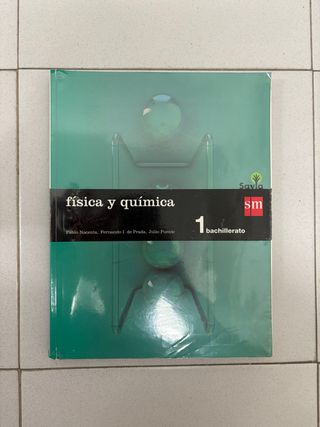 Savia
física y química
sm
Pablo Nacenta, Fernando I. de Prada, Julio Puente
1 bachillerato